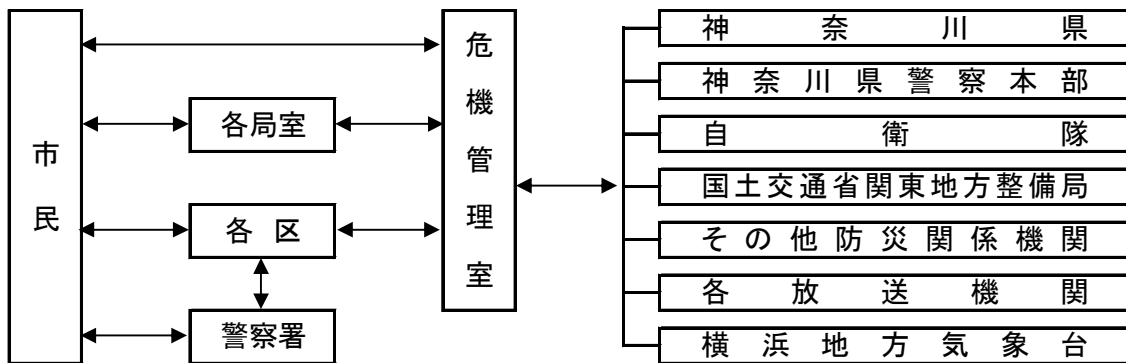 市民
各局室
各区
警察署
危機管理室
神奈川県
神奈川県警察本部
自衛隊
国土交通省関東地方整備局
その他防災関係機関
各放送機関
横浜地方気象台